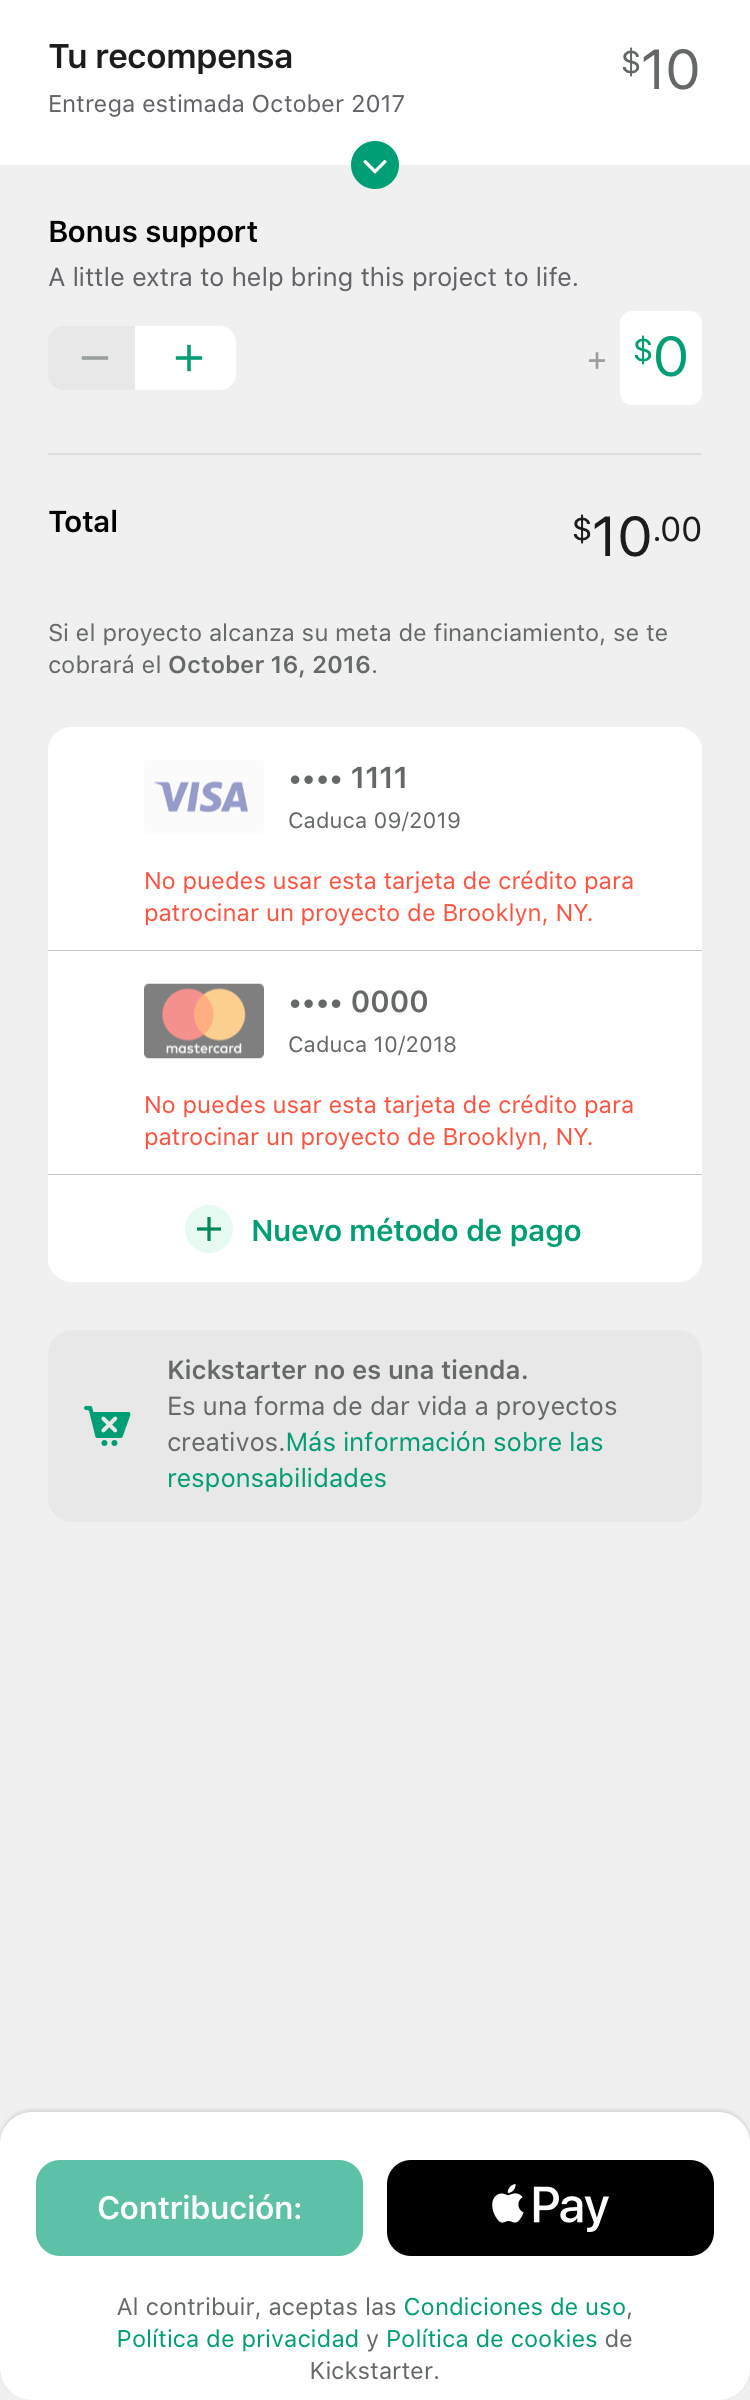 Tu recompensa
$10
Entrega estimada October 2017
Bonus support
A little extra to help bring this project to life.
+ $0
Total
$10.00
Si el proyecto alcanza su meta de financiamiento, se te
cobrará el October 16, 2016.
VISA
•••• 1111
Caduca 09/2019
No puedes usar esta tarjeta de crédito para
patrocinar un proyecto de Brooklyn, NY.
mastercard
•••• 0000
Caduca 10/2018
No puedes usar esta tarjeta de crédito para
patrocinar un proyecto de Brooklyn, NY.
Nuevo método de pago
Kickstarter no es una tienda.
Es una forma de dar vida a proyectos
creativos.Más información sobre las
responsabilidades
Contribución:
Pay
Al contribuir, aceptas las Condiciones de uso,
Política de privacidad y Política de cookies de
Kickstarter.